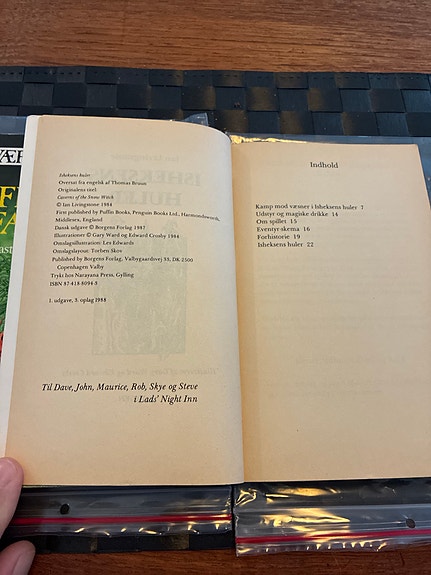 Isheksens huler
Oversat fra engelsk af Thomas Bruun
Originalens titel:
Caverns of the Snow Witch
© Ian Livingstone 1984
First published by Puffin Books, Penguin Books Ltd., Harmondsworth,
Middlesex, England
Dansk udgave © Borgens Forlag 1987
Illustrationer © Gary Ward og Edward Crosby 1984
Omslagsillustration: Les Edwards
Omslagslayout: Torben Skov
Published by Borgens Forlag, Valbygaardsvej 33, DK 2500
Copenhagen Valby
Tryk: hos Narayana Press, Gylling
ISBN 87-418-8094-3
1. udgave, 3. oplag 1988
Til Dave, John, Maurice, Rob, Skye og Steve
i Lads' Night Inn
Indhold
Kamp mod væsner i Isheksens huler 7
Udstyr og magiske drikke 14
Om spillet 15
Eventyr-skema 16
Forhistorie 19
Isheksens huler 22